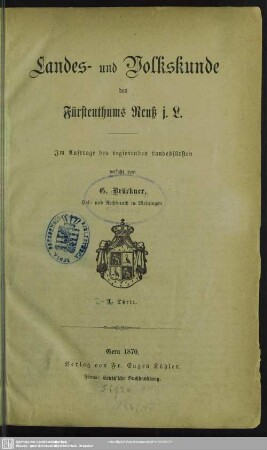 Landes- und Volkskunde
des
Fürstenthums Reuß j. L.
Im Auftrage des regierenden Landesfürsten
verfaßt von
G. Brückner,
Hof- und Archivrath in Meiningen
I. Theil.
Gera 1870.
Verlag von Fr. Eugen Köhler.